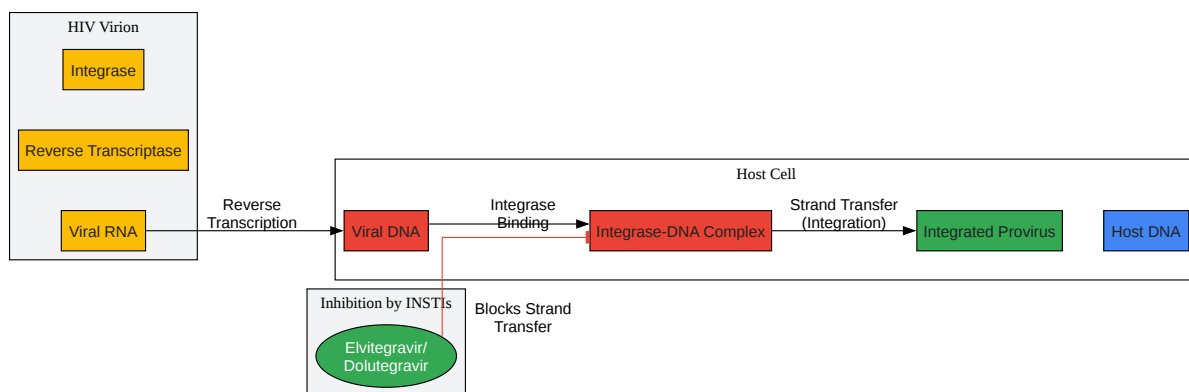 HIV Virion
Integrase
Reverse Transcriptase
Viral RNA
Reverse
Transcription
Host Cell
Viral DNA
Integrase
Binding
Integrase-DNA Complex
Strand Transfer
(Integration)
Integrated Provirus
Host DNA
Inhibition by INSTIs
Elvitegravir/
Dolutegravir
Blocks Strand
Transfer